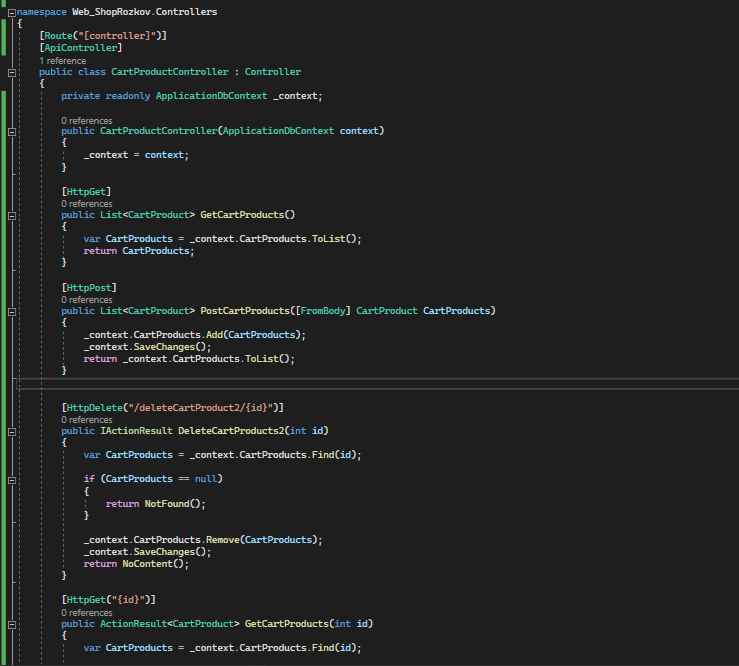 namespace Web_ShopRozkov.Controllers
{
[Route("[controller]")]
[ApiController]
1 reference
public class CartProductController : Controller
{
private readonly ApplicationDbContext _context;
0 references
public CartProductController(ApplicationDbContext context)
{
_context = context;
}
[HttpGet]
0 references
public List<CartProduct> GetCartProducts()
{
var CartProducts = _context.CartProducts.ToList();
return CartProducts;
}
[HttpPost]
0 references
public List<CartProduct> PostCartProducts([FromBody] CartProduct CartProducts)
{
_context.CartProducts.Add(CartProducts);
_context.SaveChanges();
return _context.CartProducts.ToList();
}
[HttpDelete("/deleteCartProduct2/{id}")]
0 references
public IActionResult DeleteCartProducts2(int id)
{
var CartProducts = _context.CartProducts.Find(id);
if (CartProducts == null)
{
return NotFound();
}
_context.CartProducts.Remove(CartProducts);
_context.SaveChanges();
return NoContent();
}
[HttpGet("{id}")]
0 references
public ActionResult<CartProduct> GetCartProducts(int id)
{
var CartProducts = _context.CartProducts.Find(id);